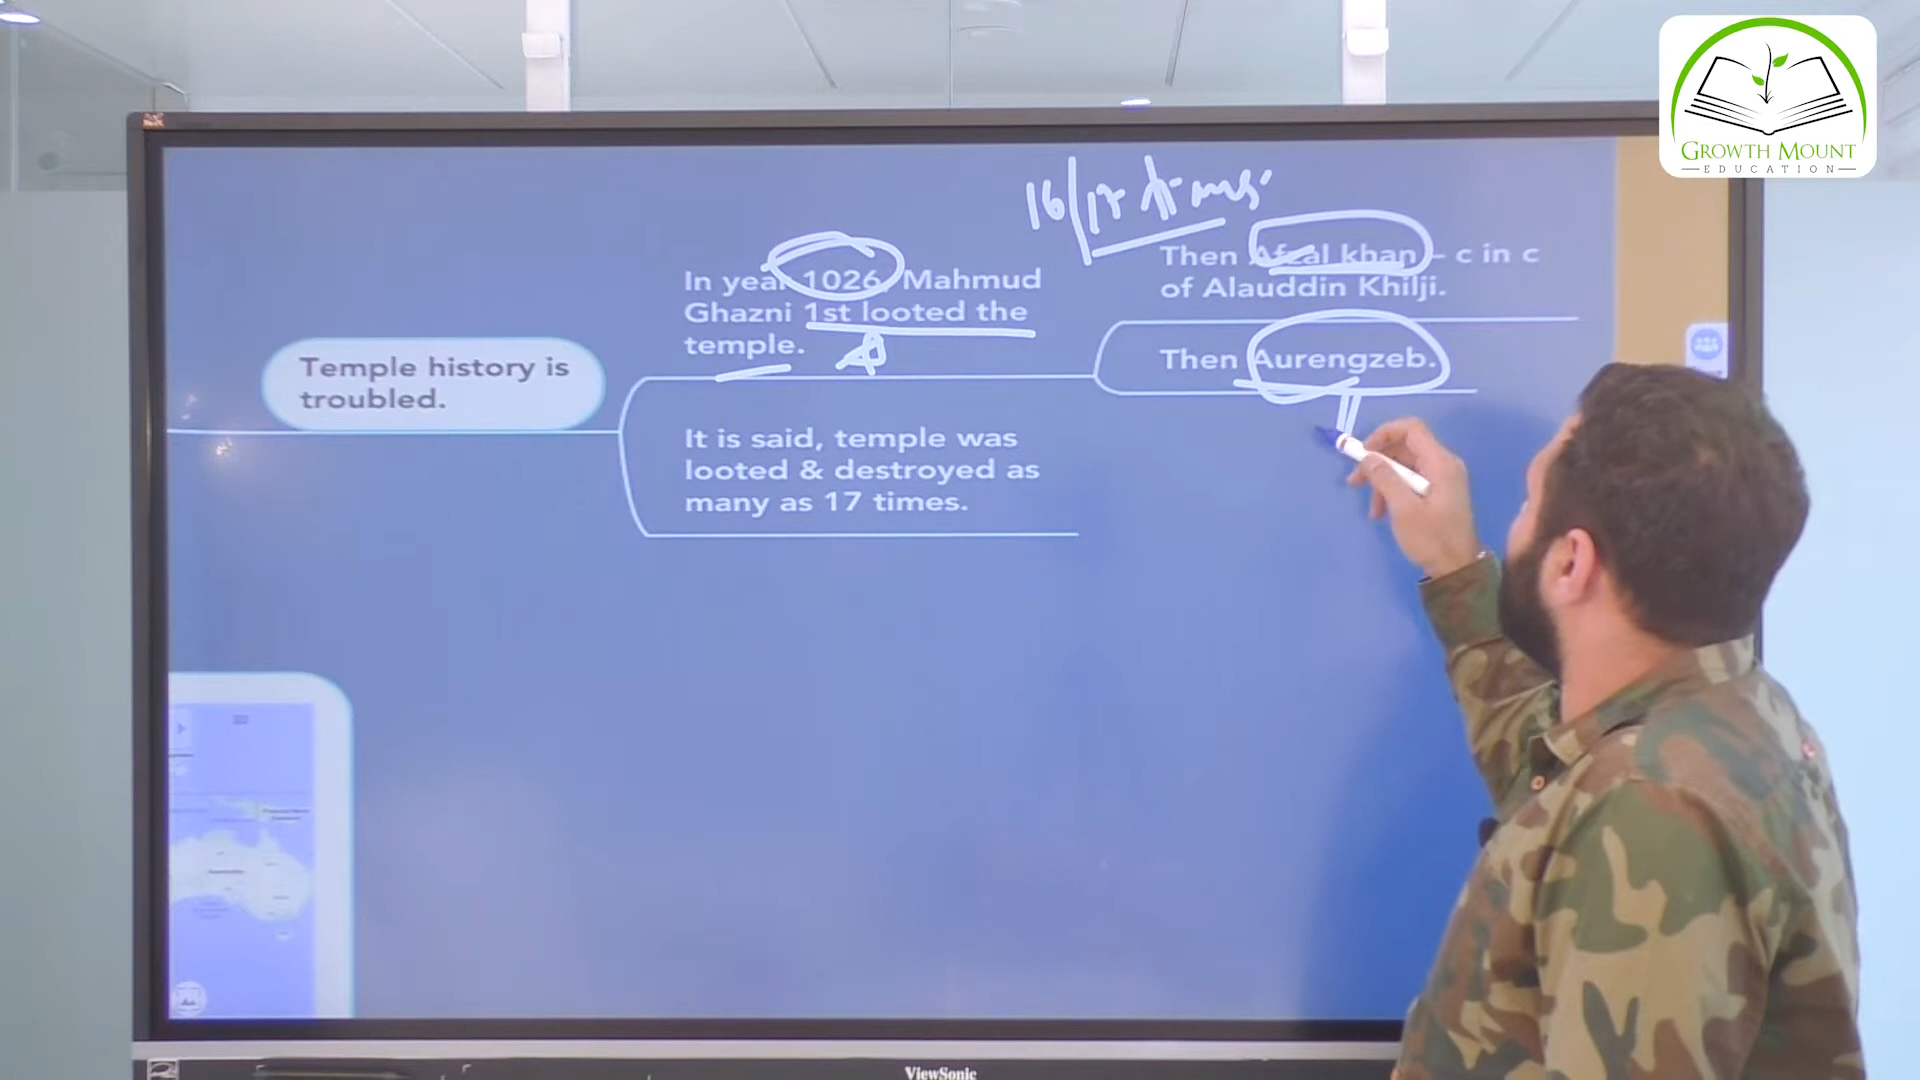 GROWTH MOUNT
EDUCATION
16/17 times.
Temple history is
troubled.
In year 1026, Mahmud
Ghazni 1st looted the
temple.
It is said, temple was
looted & destroyed as
many as 17 times.
Then Afzal khan - c in c
of Alauddin Khilji.
Then Aurengzeb.
ViewSonic